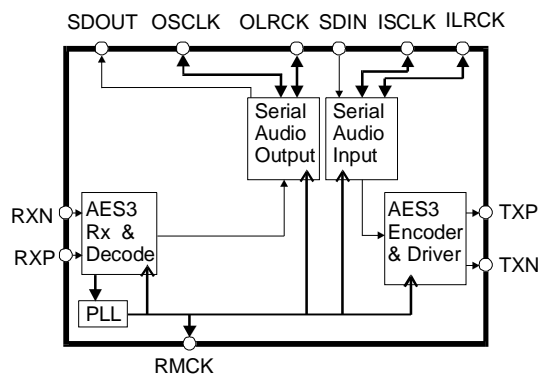 SDOUT OSCLK OLRCK SDIN ISCLK ILRCK
Serial
Audio
Output
Serial
Audio
Input
RXN
RXP
AES3
Rx &
Decode
AES3
Encoder
& Driver
TXP
TXN
PLL
RMCK